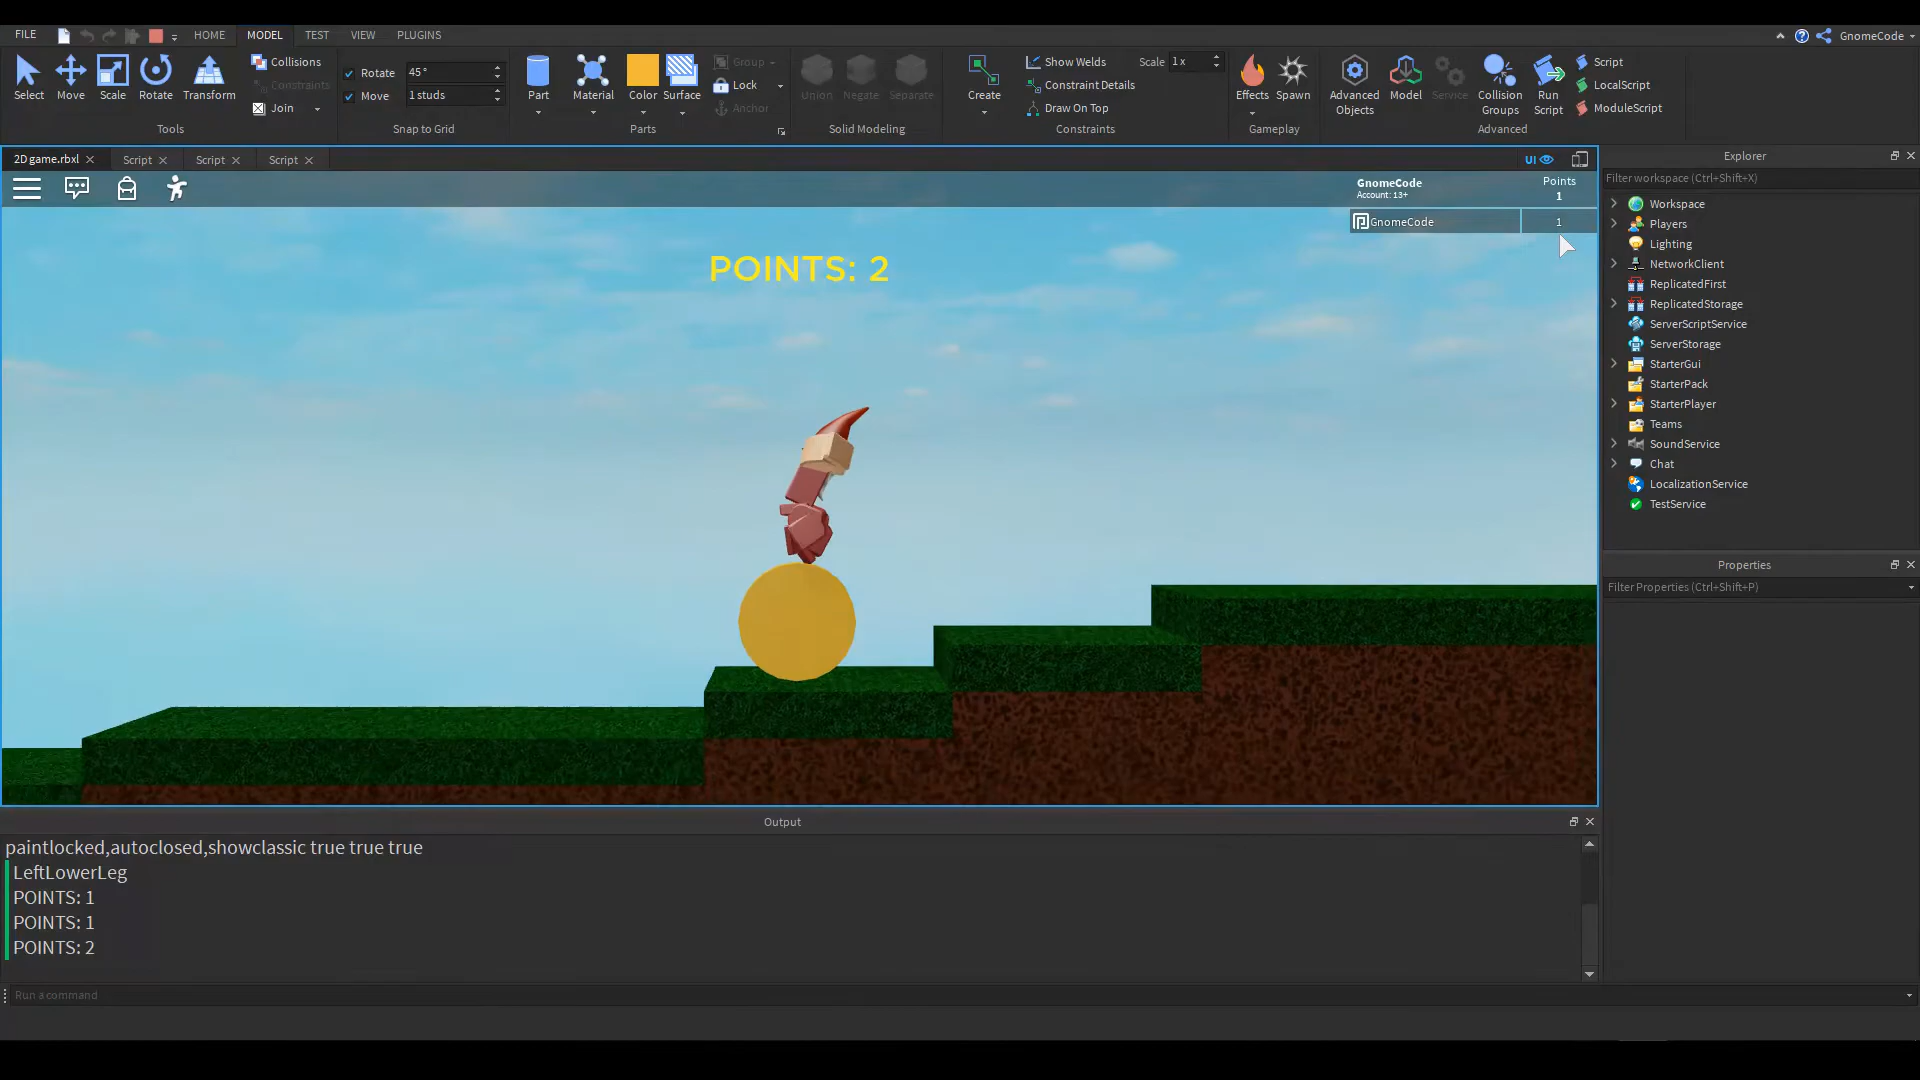 FILE HOME MODEL TEST VIEW PLUGINS GnomeCode
Select Move Scale Rotate Transform
Collisions
Constraints
Join
Tools
Rotate 45°
Move 1 studs
Snap to Grid
Part Material Color Surface
Group
Lock
Anchor
Parts
Union Negate Separate
Solid Modeling
Create
Show Welds Scale 1 x
Constraint Details
Draw On Top
Constraints
Effects Spawn
Gameplay
Advanced Objects Model Service Collision Groups Run Script
Script
LocalScript
ModuleScript
Advanced
2D game.rbxl Script Script Script UI
GnomeCode Points
Account: 13+ 1
GnomeCode 1
POINTS: 2
Explorer
Filter workspace (Ctrl+Shift+X)
Workspace
Players
Lighting
NetworkClient
ReplicatedFirst
ReplicatedStorage
ServerScriptService
ServerStorage
StarterGui
StarterPack
StarterPlayer
Teams
SoundService
Chat
LocalizationService
TestService
Properties
Filter Properties (Ctrl+Shift+P)
Output
paintlocked,autoclosed,showclassic true true true
LeftLowerLeg
POINTS: 1
POINTS: 1
POINTS: 2
Run a command